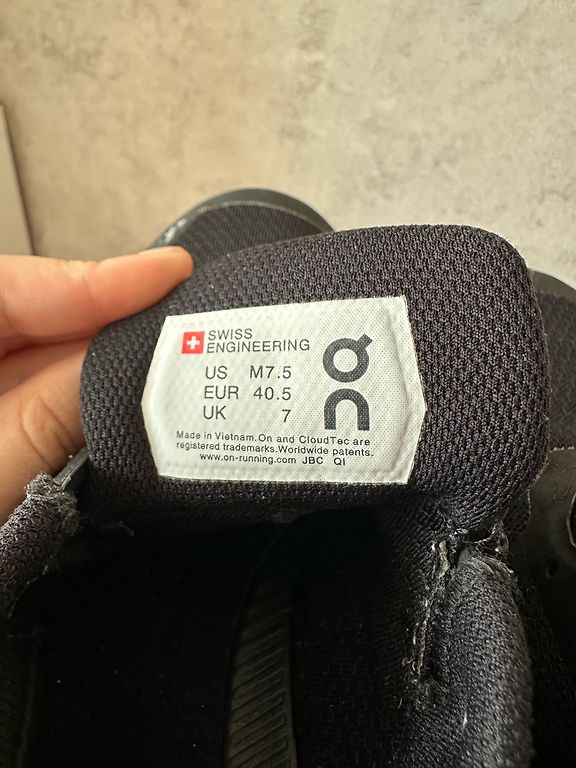 SWISS
ENGINEERING
US M7.5
EUR 40.5
UK 7
Made in Vietnam.On and CloudTec are
registered trademarks.Worldwide patents.
www.on-running.com JBC QI